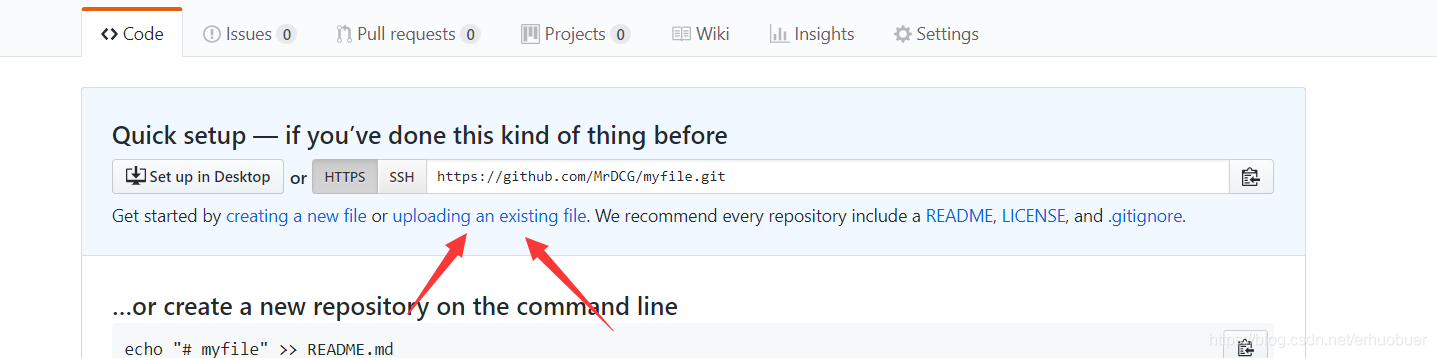 Code Issues 0 Pull requests 0 Projects 0 Wiki Insights Settings
Quick setup — if you’ve done this kind of thing before
Set up in Desktop or HTTPS SSH https://github.com/MrDCG/myfile.git
Get started by creating a new file or uploading an existing file. We recommend every repository include a README, LICENSE, and .gitignore.
…or create a new repository on the command line
echo "# myfile" >> README.md
https://blog.csdn.net/erhuobuer